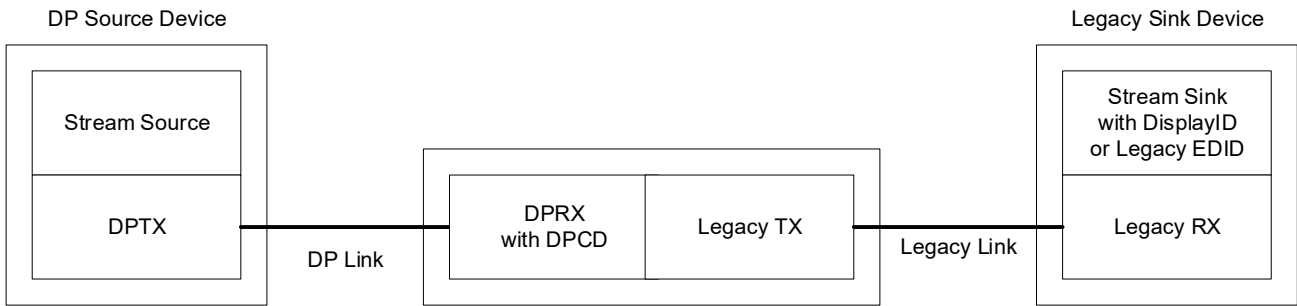 DP Source Device
Legacy Sink Device
Stream Source
Stream Sink
with DisplayID
or Legacy EDID
DPTX
DPRX
with DPCD
Legacy TX
Legacy RX
DP Link
Legacy Link